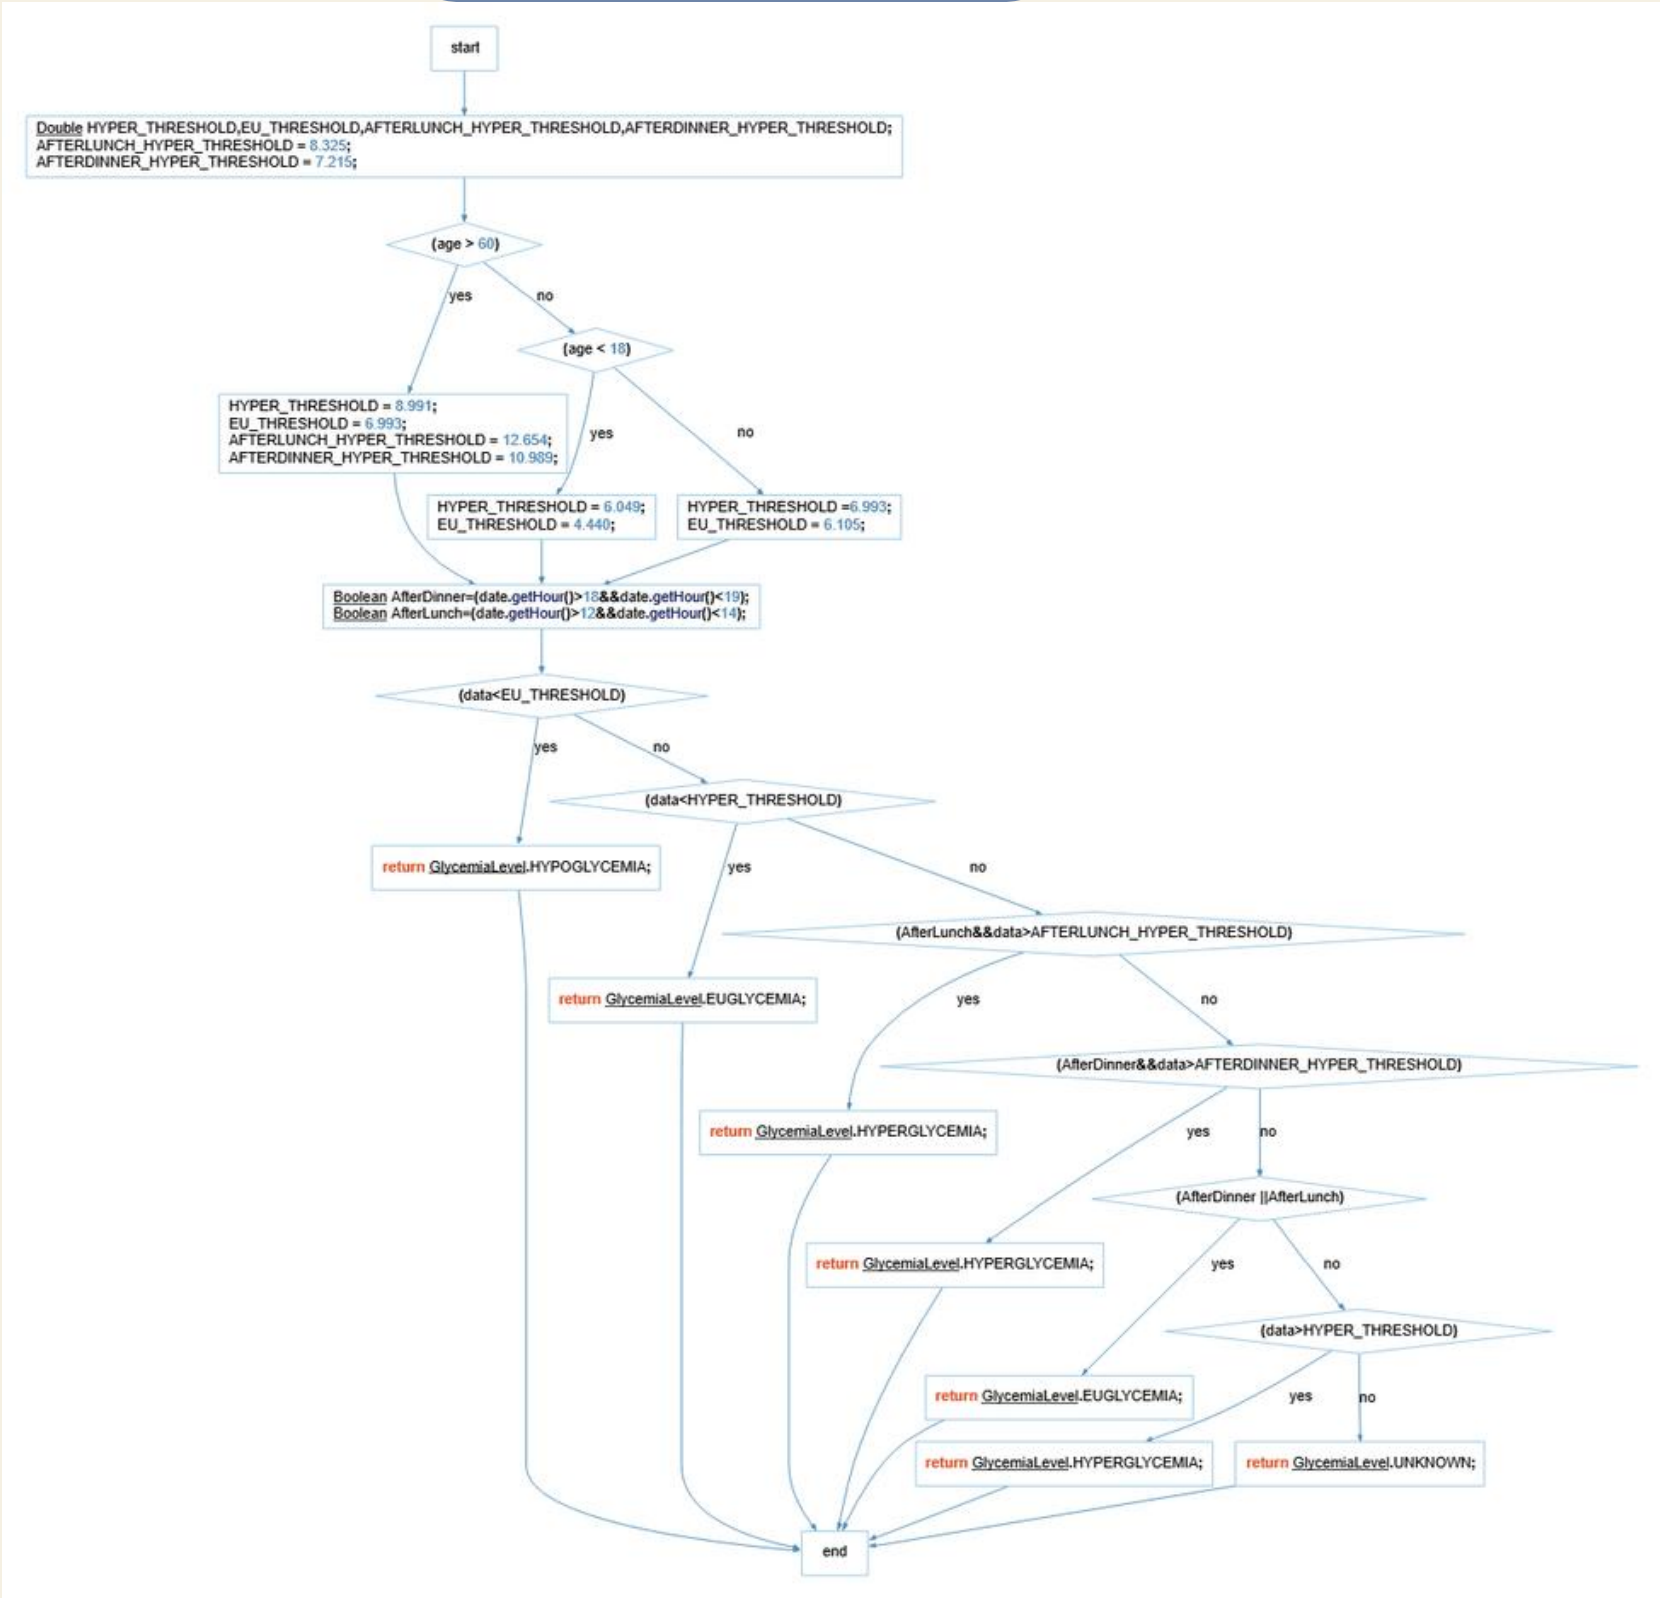 start
Double HYPER_THRESHOLD,EU_THRESHOLD,AFTERLUNCH_HYPER_THRESHOLD,AFTERDINNER_HYPER_THRESHOLD;
AFTERLUNCH_HYPER_THRESHOLD = 8.325;
AFTERDINNER_HYPER_THRESHOLD = 7.215;
(age > 60)
yes
no
(age < 18)
HYPER_THRESHOLD = 8.991;
EU_THRESHOLD = 6.993;
AFTERLUNCH_HYPER_THRESHOLD = 12.654;
AFTERDINNER_HYPER_THRESHOLD = 10.989;
yes
no
HYPER_THRESHOLD = 6.049;
EU_THRESHOLD = 4.440;
HYPER_THRESHOLD =6.993;
EU_THRESHOLD = 6.105;
Boolean AfterDinner=(date.getHour()>18&&date.getHour()<19);
Boolean AfterLunch=(date.getHour()>12&&date.getHour()<14);
(data<EU_THRESHOLD)
yes
no
(data<HYPER_THRESHOLD)
return GlycemiaLevel.HYPOGLYCEMIA;
yes
no
(AfterLunch&&data>AFTERLUNCH_HYPER_THRESHOLD)
return GlycemiaLevel.EUGLYCEMIA;
yes
no
(AfterDinner&&data>AFTERDINNER_HYPER_THRESHOLD)
return GlycemiaLevel.HYPERGLYCEMIA;
yes
no
(AfterDinner ||AfterLunch)
return GlycemiaLevel.HYPERGLYCEMIA;
yes
no
(data>HYPER_THRESHOLD)
return GlycemiaLevel.EUGLYCEMIA;
yes
no
return GlycemiaLevel.HYPERGLYCEMIA;
return GlycemiaLevel.UNKNOWN;
end